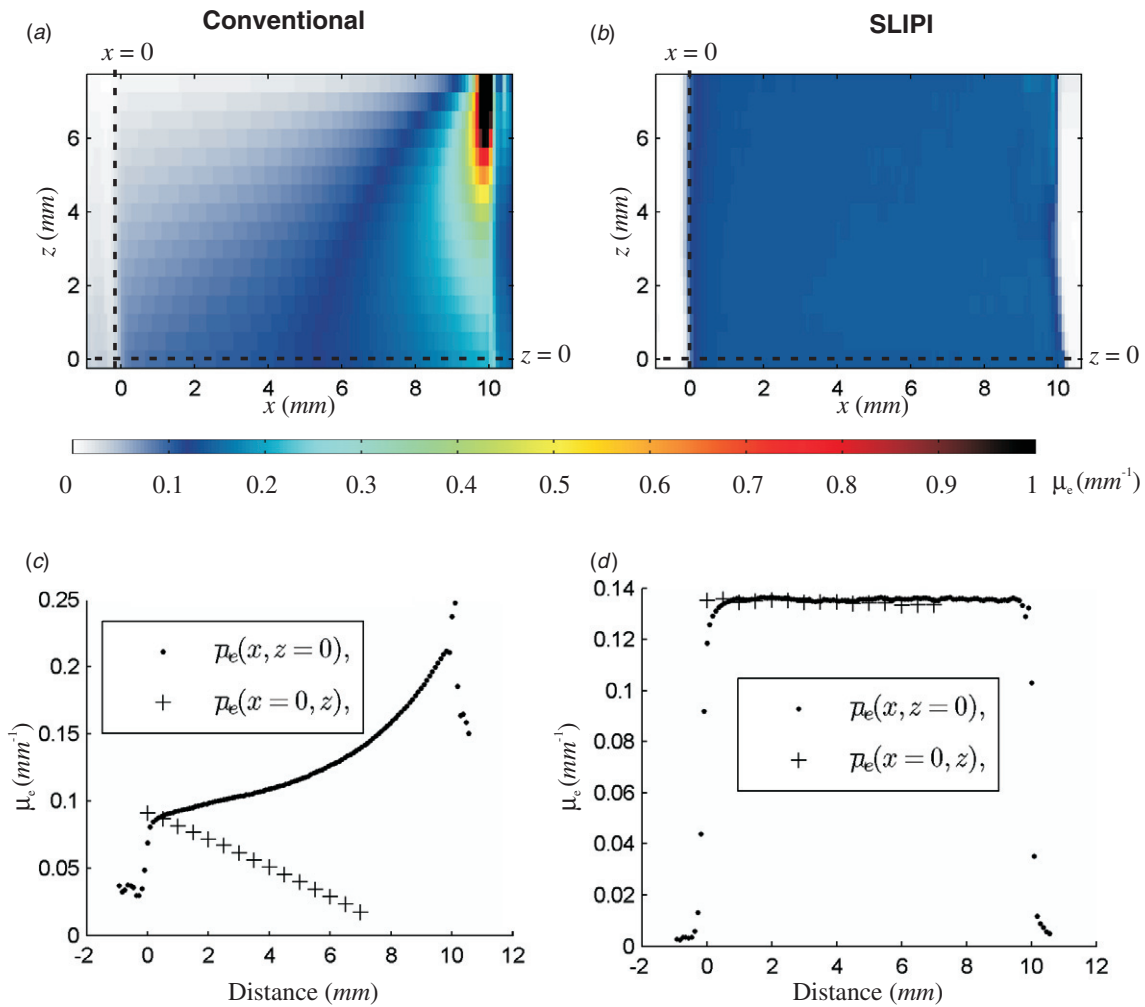 Conventional
SLIPI
(a)
x = 0
(b)
x = 0
z (mm)
6
4
2
0
z = 0
0 2 4 6 8 10
x (mm)
z (mm)
6
4
2
0
z = 0
0 2 4 6 8 10
x (mm)
0 0.1 0.2 0.3 0.4 0.5 0.6 0.7 0.8 0.9 1 μe (mm-1)
(c)
μe (mm-1)
0.25
0.2
0.15
0.1
0.05
0
μe(x, z = 0),
μe(x = 0, z),
-2 0 2 4 6 8 10 12
Distance (mm)
(d)
μe (mm-1)
0.14
0.12
0.1
0.08
0.06
0.04
0.02
0
μe(x, z = 0),
μe(x = 0, z),
-2 0 2 4 6 8 10 12
Distance (mm)